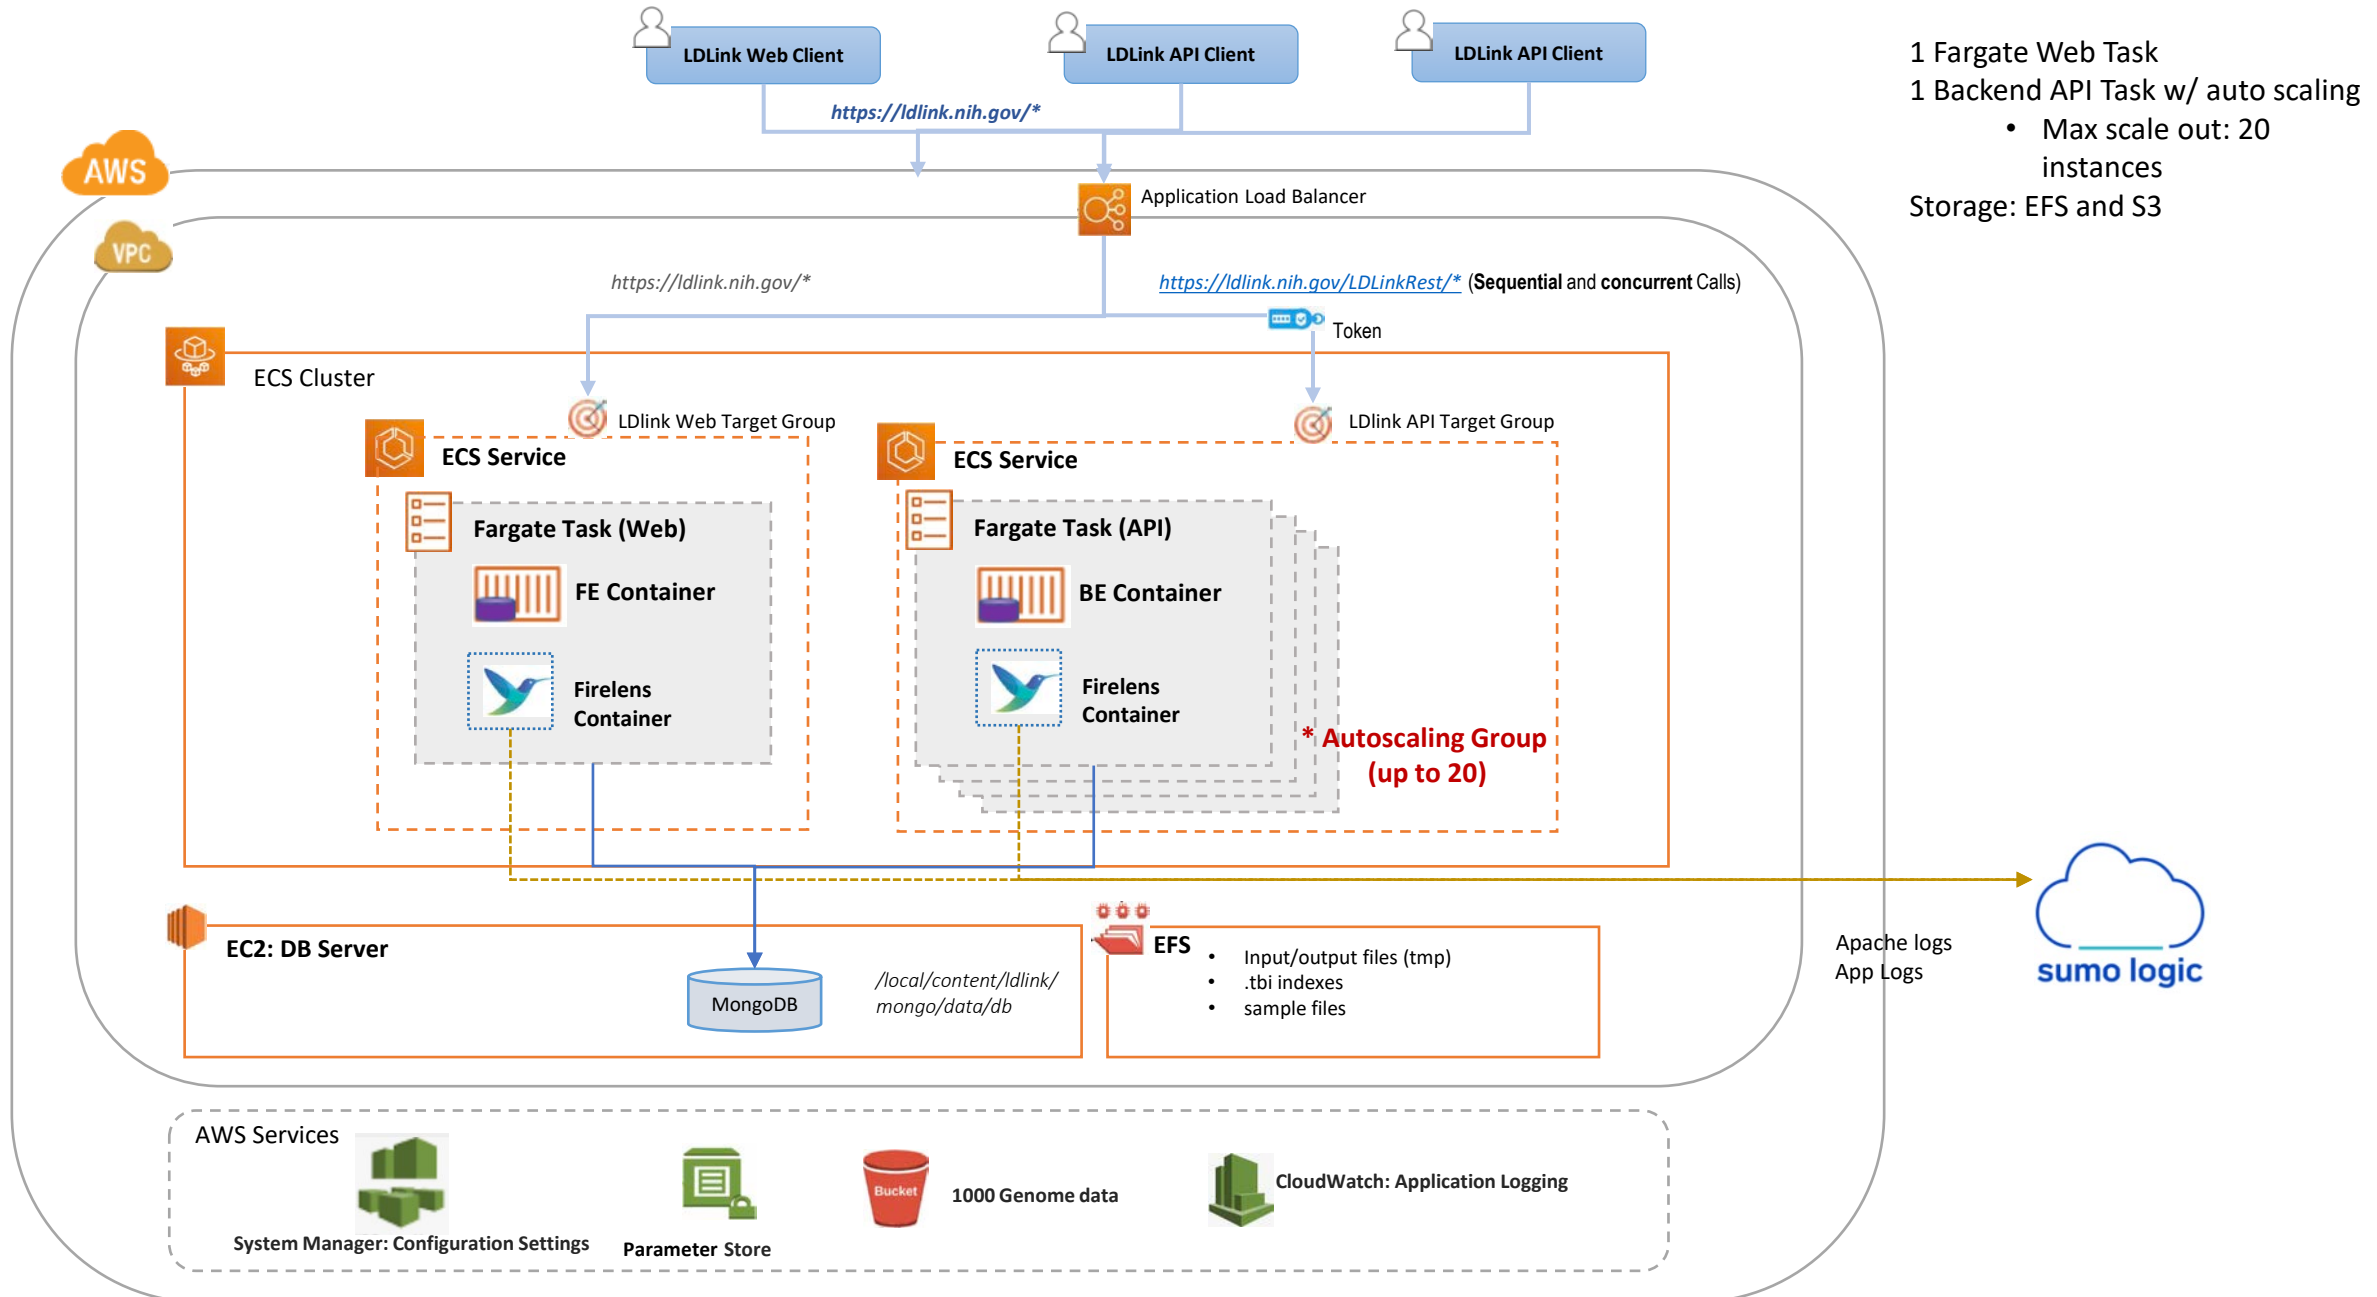 LDLink Web Client
LDLink API Client
LDLink API Client
https://ldlink.nih.gov/*
1 Fargate Web Task
1 Backend API Task w/ auto scaling
• Max scale out: 20
instances
Storage: EFS and S3
AWS
Application Load Balancer
VPC
https://ldlink.nih.gov/*
https://ldlink.nih.gov/LDLinkRest/* (Sequential and concurrent Calls)
Token
ECS Cluster
LDlink Web Target Group
LDlink API Target Group
ECS Service
ECS Service
Fargate Task (Web)
Fargate Task (API)
FE Container
BE Container
Firelens
Container
Firelens
Container
* Autoscaling Group
(up to 20)
EC2: DB Server
MongoDB
/local/content/ldlink/
mongo/data/db
EFS
• Input/output files (tmp)
• .tbi indexes
• sample files
Apache logs
App Logs
sumo logic
AWS Services
System Manager: Configuration Settings
Parameter Store
Bucket
1000 Genome data
CloudWatch: Application Logging